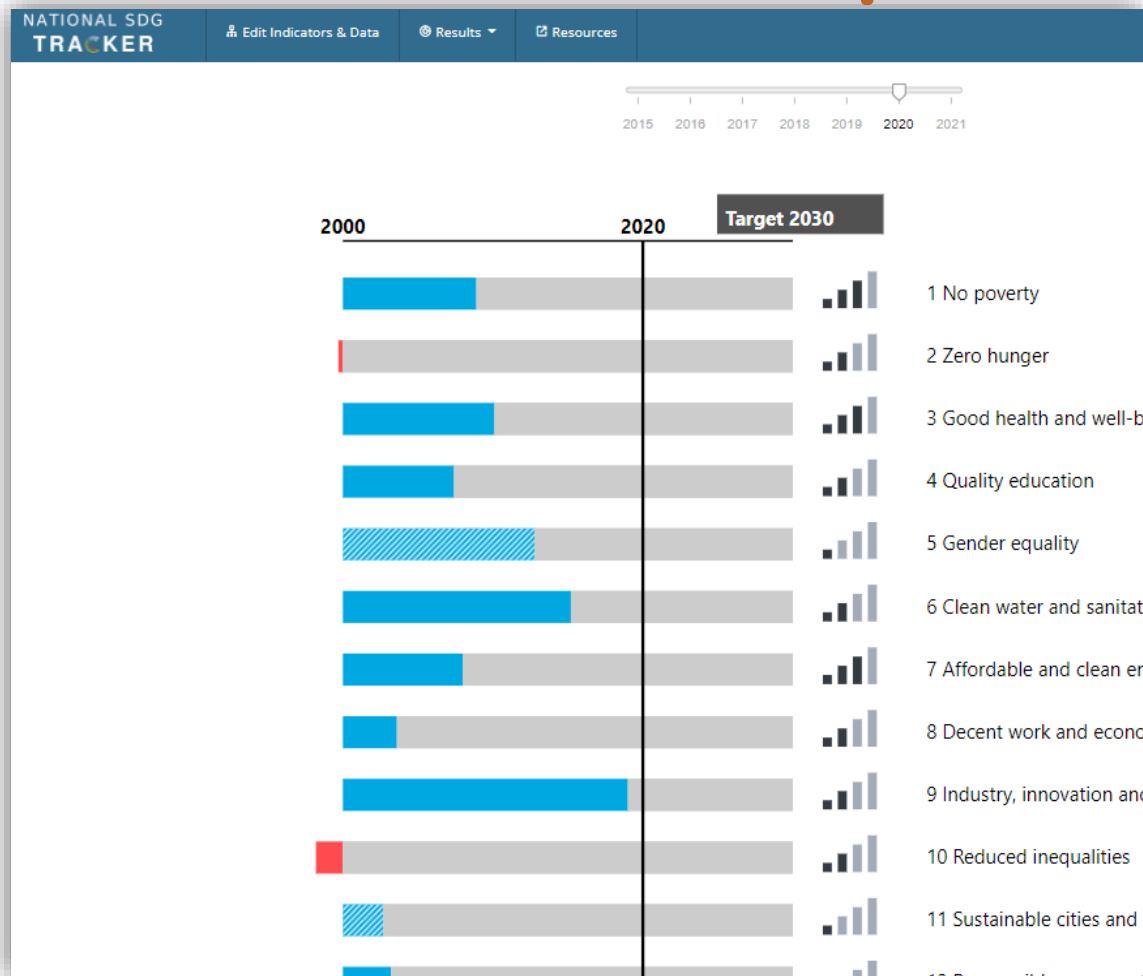 NATIONAL SDG
TRACKER
Edit Indicators & Data
Results
Resources
2015 2016 2017 2018 2019 2020 2021
2000 2020 Target 2030
1 No poverty
2 Zero hunger
3 Good health and well-b
4 Quality education
5 Gender equality
6 Clean water and sanitat
7 Affordable and clean er
8 Decent work and econo
9 Industry, innovation and
10 Reduced inequalities
11 Sustainable cities and